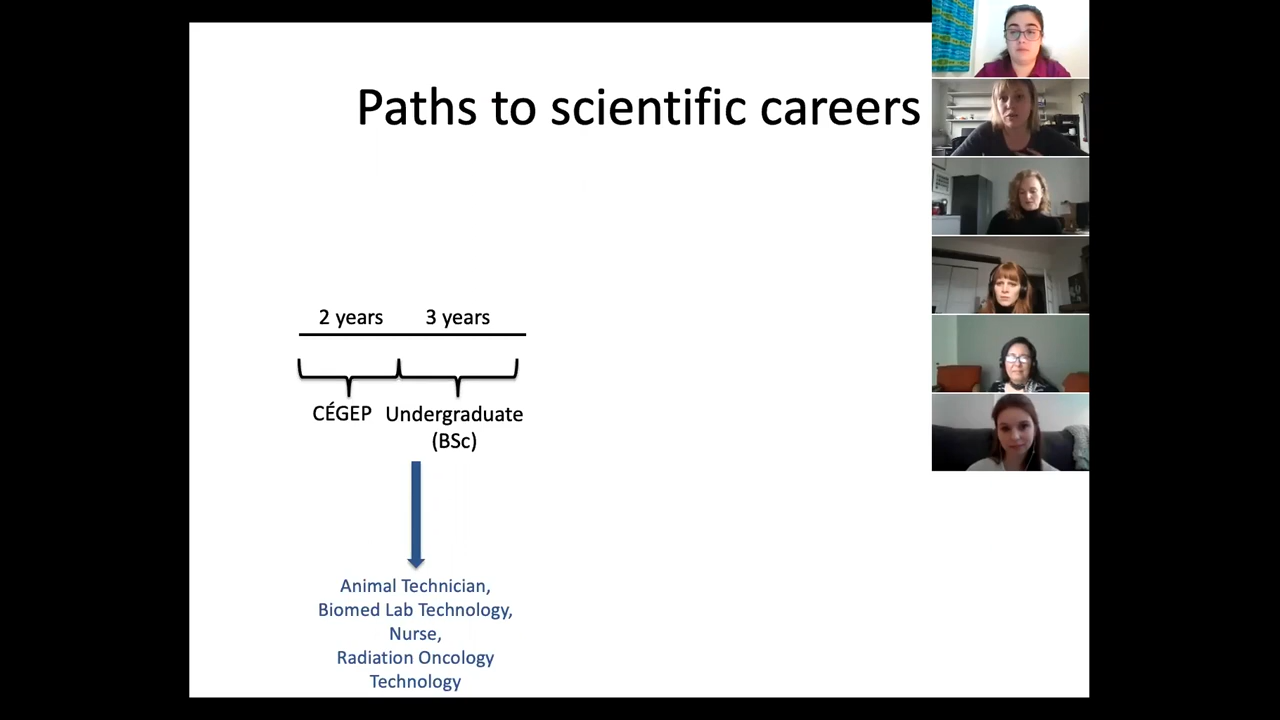 Paths to scientific careers
2 years 3 years
CÉGEP Undergraduate
(BSc)
Animal Technician,
Biomed Lab Technology,
Nurse,
Radiation Oncology
Technology